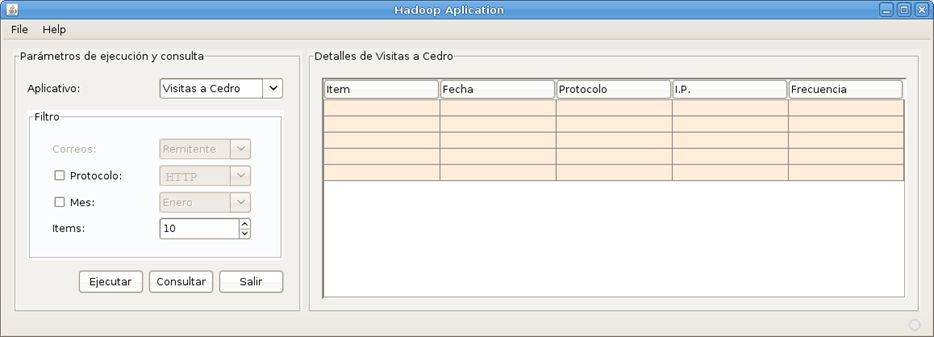 Hadoop Aplication
File Help
Parámetros de ejecución y consulta
Aplicativo: Visitas a Cedro
Filtro
Correos: Remitente
Protocolo: HTTP
Mes: Enero
Items: 10
Ejecutar Consultar Salir
Detalles de Visitas a Cedro
Item Fecha Protocolo I.P. Frecuencia